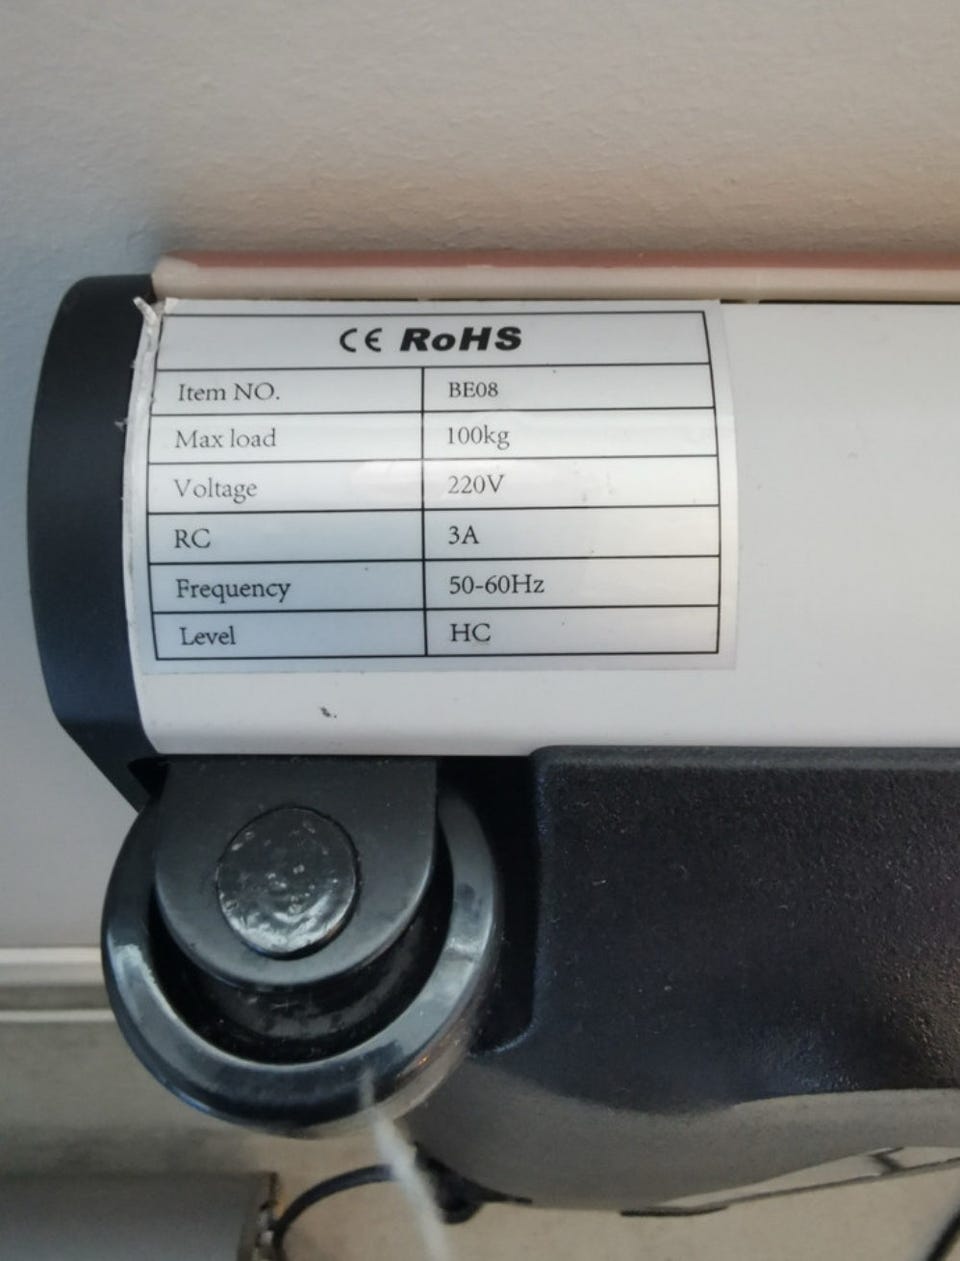 CE RoHS
Item NO. BE08
Max load 100kg
Voltage 220V
RC 3A
Frequency 50-60Hz
Level HC